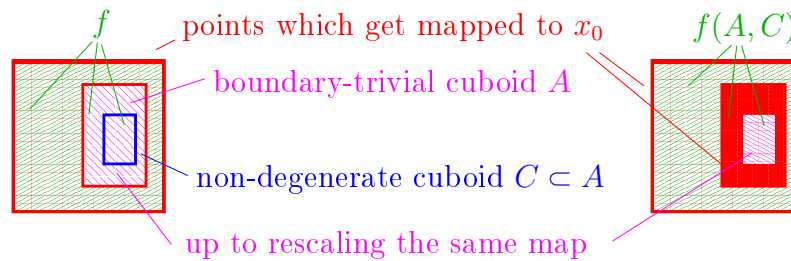 f
points which get mapped to x₀
f(A, C)
boundary-trivial cuboid A
non-degenerate cuboid C ⊂ A
up to rescaling the same map